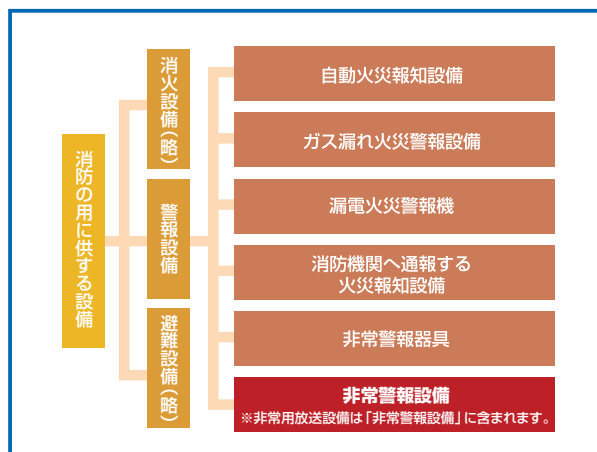 消防の用に供する設備
消火設備(略)
警報設備
避難設備(略)
自動火災報知設備
ガス漏れ火災警報設備
漏電火災警報機
消防機関へ通報する
火災報知設備
非常警報器具
非常警報設備
※非常用放送設備は「非常警報設備」に含まれます。